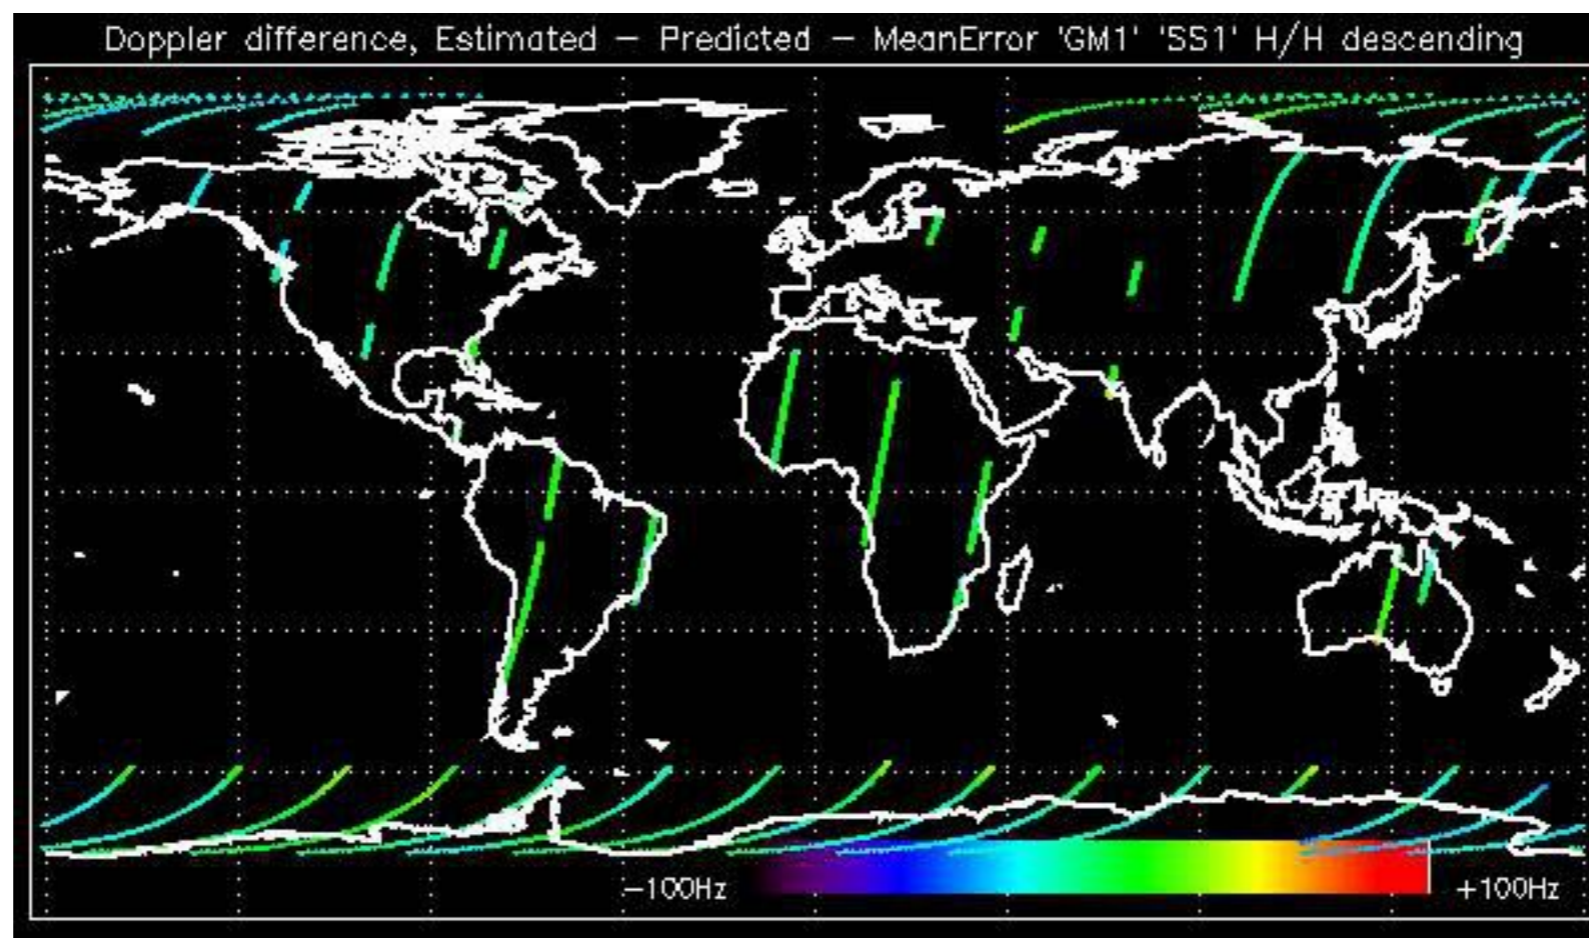 Doppler difference, Estimated – Predicted – MeanError 'GM1' 'SS1' H/H descending
-100Hz +100Hz